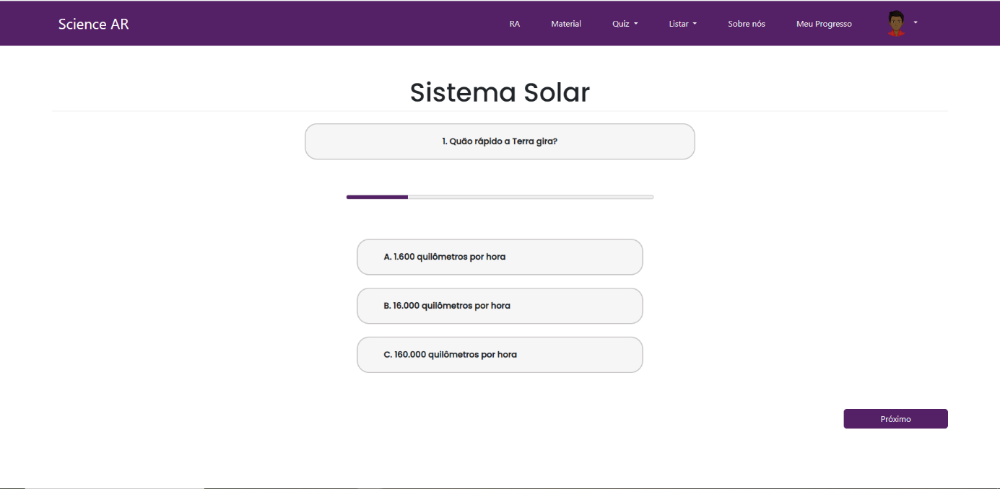 Science AR
RA
Material
Quiz
Listar
Sobre nós
Meu Progresso
Sistema Solar
1. Quão rápido a Terra gira?
A. 1.600 quilômetros por hora
B. 16.000 quilômetros por hora
C. 160.000 quilômetros por hora
Próximo